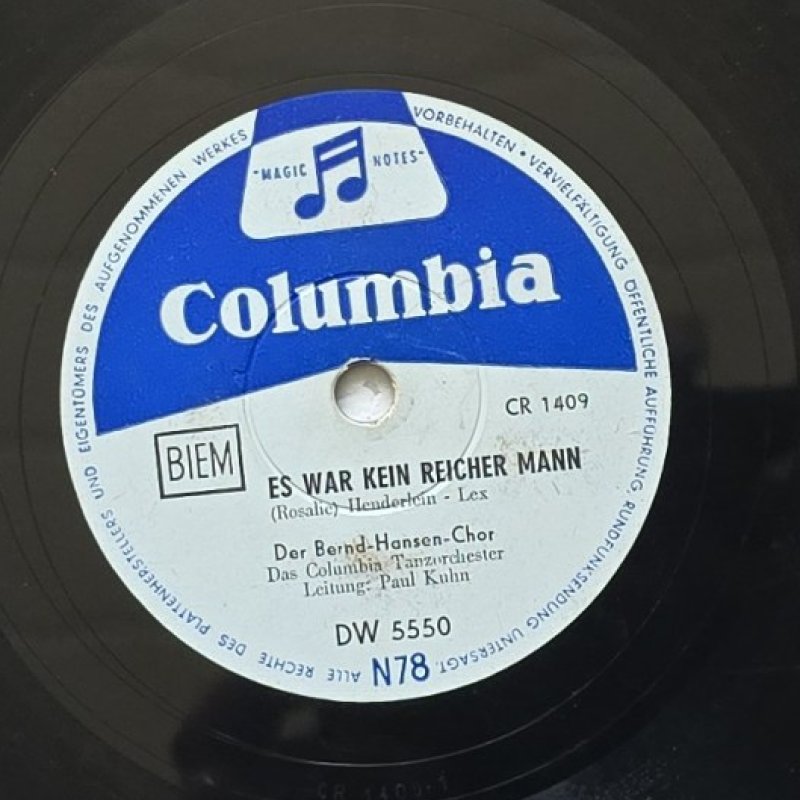 "MAGIC NOTES"
Columbia
CR 1409
BIEM
ES WAR KEIN REICHER MANN
(Rosalie) Henderlein - Lex
Der Bernd-Hansen-Chor
Das Columbia Tanzorchester
Leitung: Paul Kuhn
DW 5550
N78
ALLE RECHTE DES PLATTENHERSTELLERS UND EIGENTÜMERS DES AUFGENOMMENEN WERKES VORBEHALTEN • VERVIELFÄLTIGUNG ÖFFENTLICHE AUFFÜHRUNG, RUNDFUNKSENDUNG UNTERSAGT.